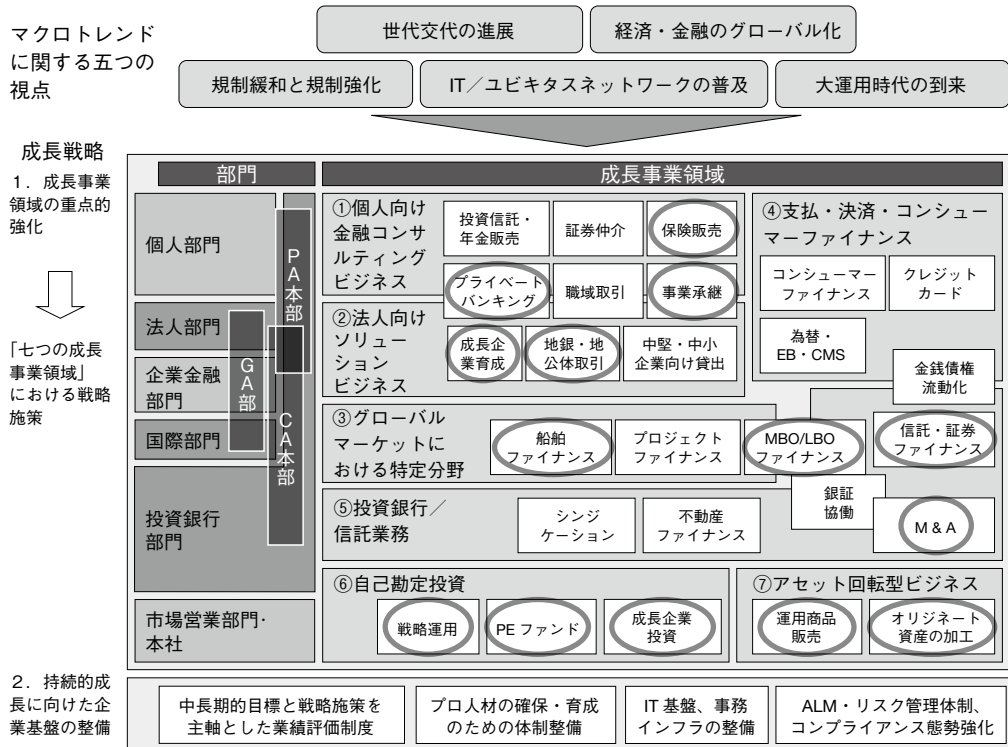 マクロトレンド
に関する五つの
視点
世代交代の進展
経済・金融のグローバル化
規制緩和と規制強化
IT／ユビキタスネットワークの普及
大運用時代の到来
成長戦略
1．成長事業
領域の重点的
強化
「七つの成長
事業領域」
における戦略
施策
部門
成長事業領域
個人部門
法人部門
企業金融
部門
国際部門
投資銀行
部門
市場営業部門・
本社
PA本部
GA部
CA本部
①個人向け
金融コンサ
ルティング
ビジネス
投資信託・
年金販売
証券仲介
保険販売
プライベート
バンキング
職域取引
事業承継
②法人向け
ソリュー
ション
ビジネス
成長企
業育成
地銀・地
公体取引
中堅・中小
企業向け貸出
③グローバル
マーケットに
おける特定分野
船舶
ファイナンス
プロジェクト
ファイナンス
MBO/LBO
ファイナンス
④支払・決済・コンシュー
マーファイナンス
コンシューマー
ファイナンス
クレジット
カード
為替・
EB・CMS
金銭債権
流動化
信託・証券
ファイナンス
⑤投資銀行／
信託業務
シンジ
ケーション
不動産
ファイナンス
銀証
協働
M & A
⑥自己勘定投資
戦略運用
PE ファンド
成長企業
投資
⑦アセット回転型ビジネス
運用商品
販売
オリジネート
資産の加工
2．持続的成
長に向けた企
業基盤の整備
中長期的目標と戦略施策を
主軸とした業績評価制度
プロ人材の確保・育成
のための体制整備
IT 基盤、事務
インフラの整備
ALM・リスク管理体制、
コンプライアンス態勢強化